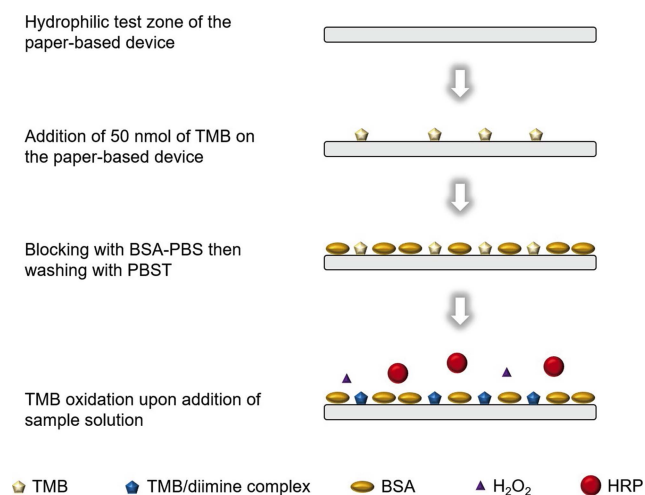 Hydrophilic test zone of the
paper-based device
Addition of 50 nmol of TMB on
the paper-based device
Blocking with BSA-PBS then
washing with PBST
TMB oxidation upon addition of
sample solution
TMB TMB/diimine complex BSA H₂O₂ HRP